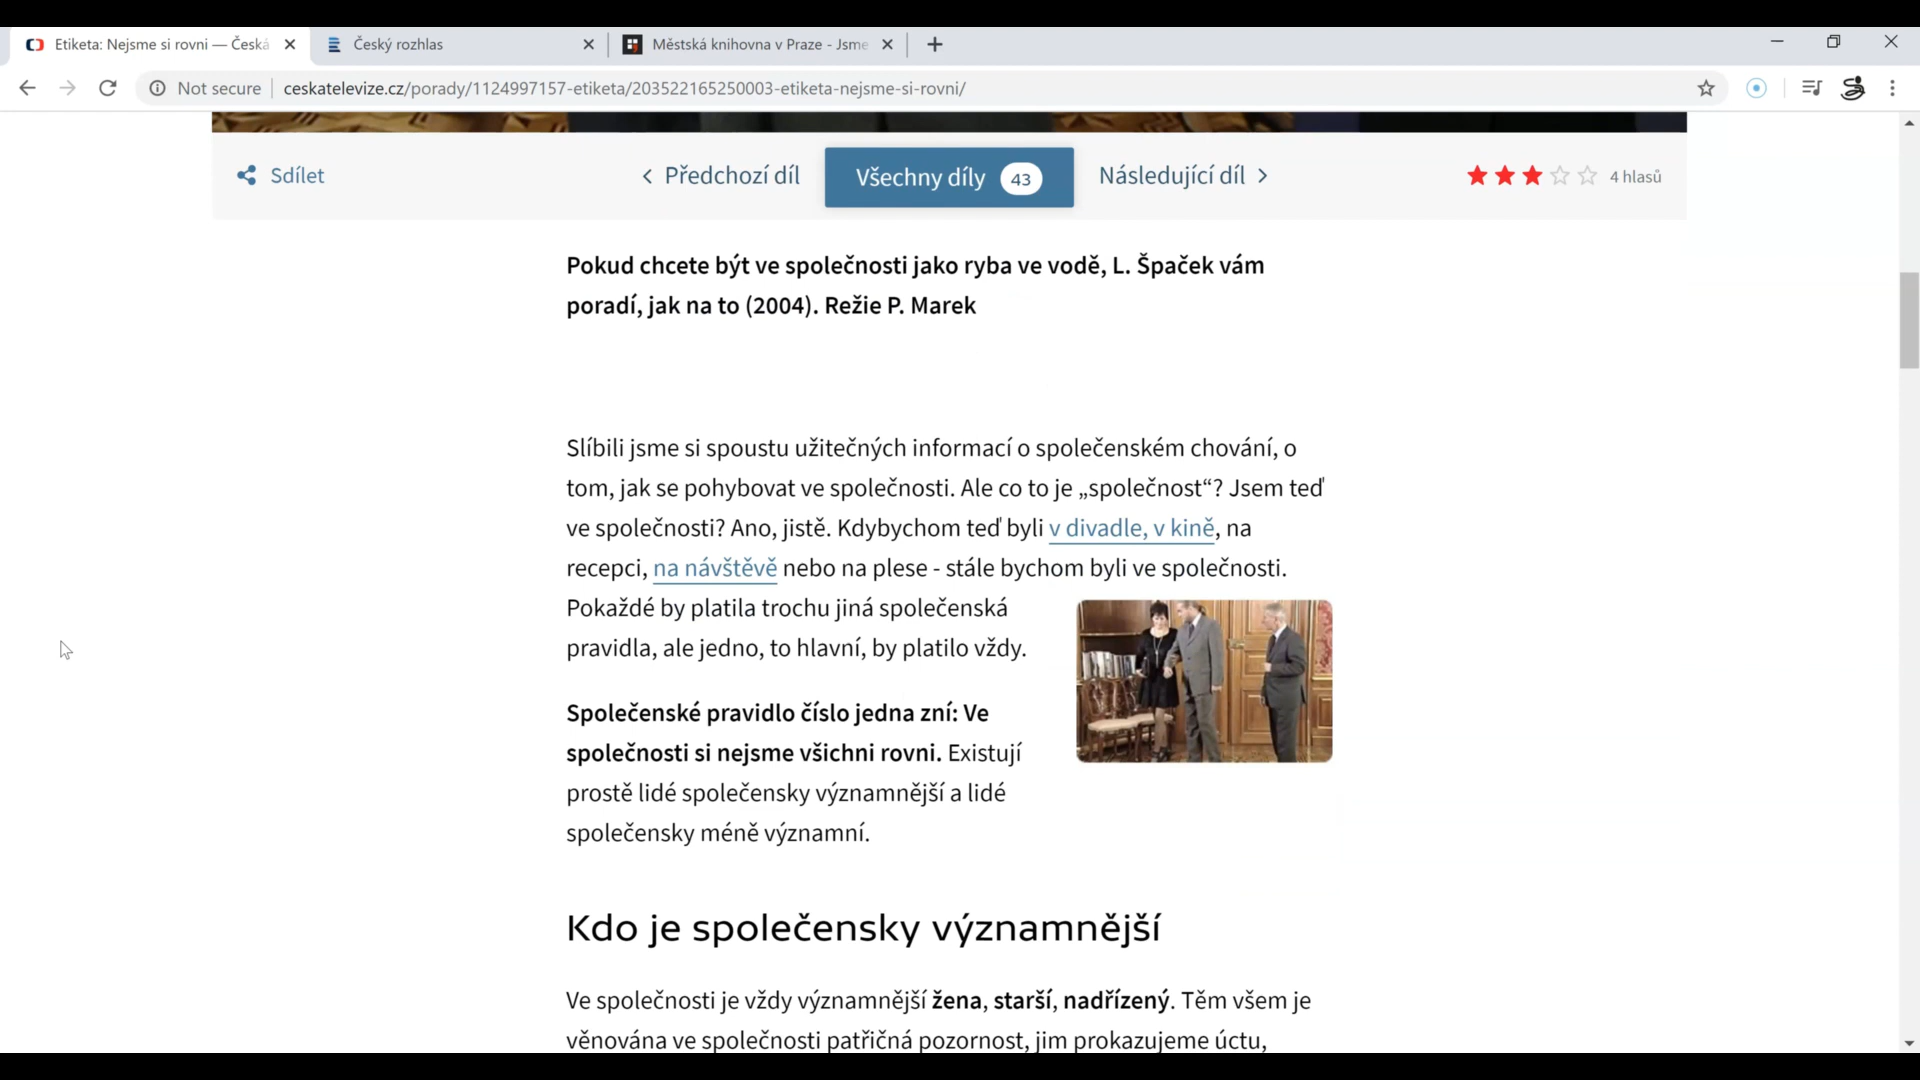 Etiketa: Nejsme si rovni — Česká
Český rozhlas
Městská knihovna v Praze - Jsme
Not secure
ceskatelevize.cz/porady/1124997157-etiketa/203522165250003-etiketa-nejsme-si-rovni/
Sdílet
Předchozí díl
Všechny díly 43
Následující díl
4 hlasů
Pokud chcete být ve společnosti jako ryba ve vodě, L. Špaček vám
poradí, jak na to (2004). Režie P. Marek
Slíbili jsme si spoustu užitečných informací o společenském chování, o
tom, jak se pohybovat ve společnosti. Ale co to je „společnost“? Jsem teď
ve společnosti? Ano, jistě. Kdybychom teď byli v divadle, v kině, na
recepci, na návštěvě nebo na plese - stále bychom byli ve společnosti.
Pokaždé by platila trochu jiná společenská
pravidla, ale jedno, to hlavní, by platilo vždy.
Společenské pravidlo číslo jedna zní: Ve
společnosti si nejsme všichni rovni. Existují
prostě lidé společensky významnější a lidé
společensky méně významní.
Kdo je společensky významnější
Ve společnosti je vždy významnější žena, starší, nadřízený. Těm všem je
věnována ve společnosti patřičná pozornost, jim prokazujeme úctu,